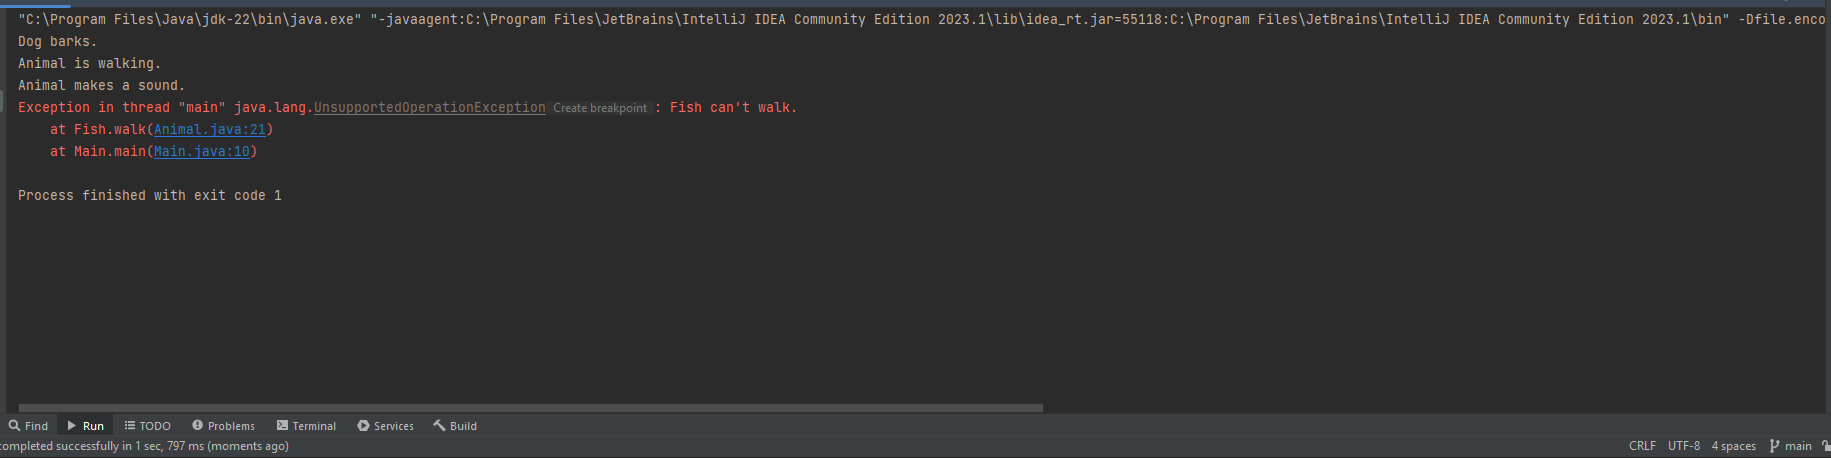 "C:\Program Files\Java\jdk-22\bin\java.exe" "-javaagent:C:\Program Files\JetBrains\IntelliJ IDEA Community Edition 2023.1\lib\idea_rt.jar=55118:C:\Program Files\JetBrains\IntelliJ IDEA Community Edition 2023.1\bin" -Dfile.enco
Dog barks.
Animal is walking.
Animal makes a sound.
Exception in thread "main" java.lang.UnsupportedOperationException Create breakpoint : Fish can't walk.
    at Fish.walk(Animal.java:21)
    at Main.main(Main.java:10)
Process finished with exit code 1
Find Run TODO Problems Terminal Services Build
completed successfully in 1 sec, 797 ms (moments ago) CRLF UTF-8 4 spaces main